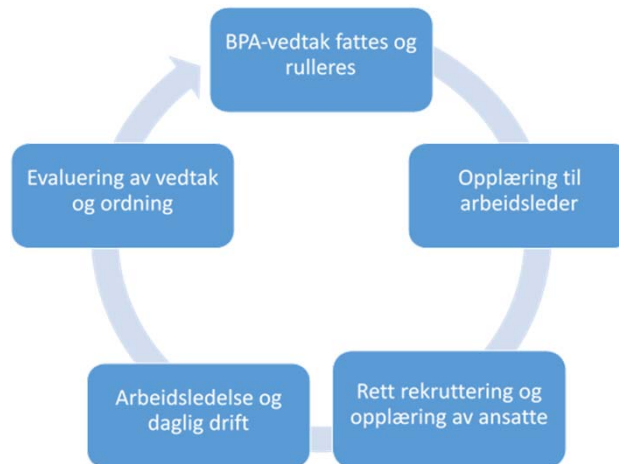 BPA-vedtak fattes og
rulleres
Opplæring til
arbeidsleder
Rett rekruttering og
opplæring av ansatte
Arbeidsledelse og
daglig drift
Evaluering av vedtak
og ordning